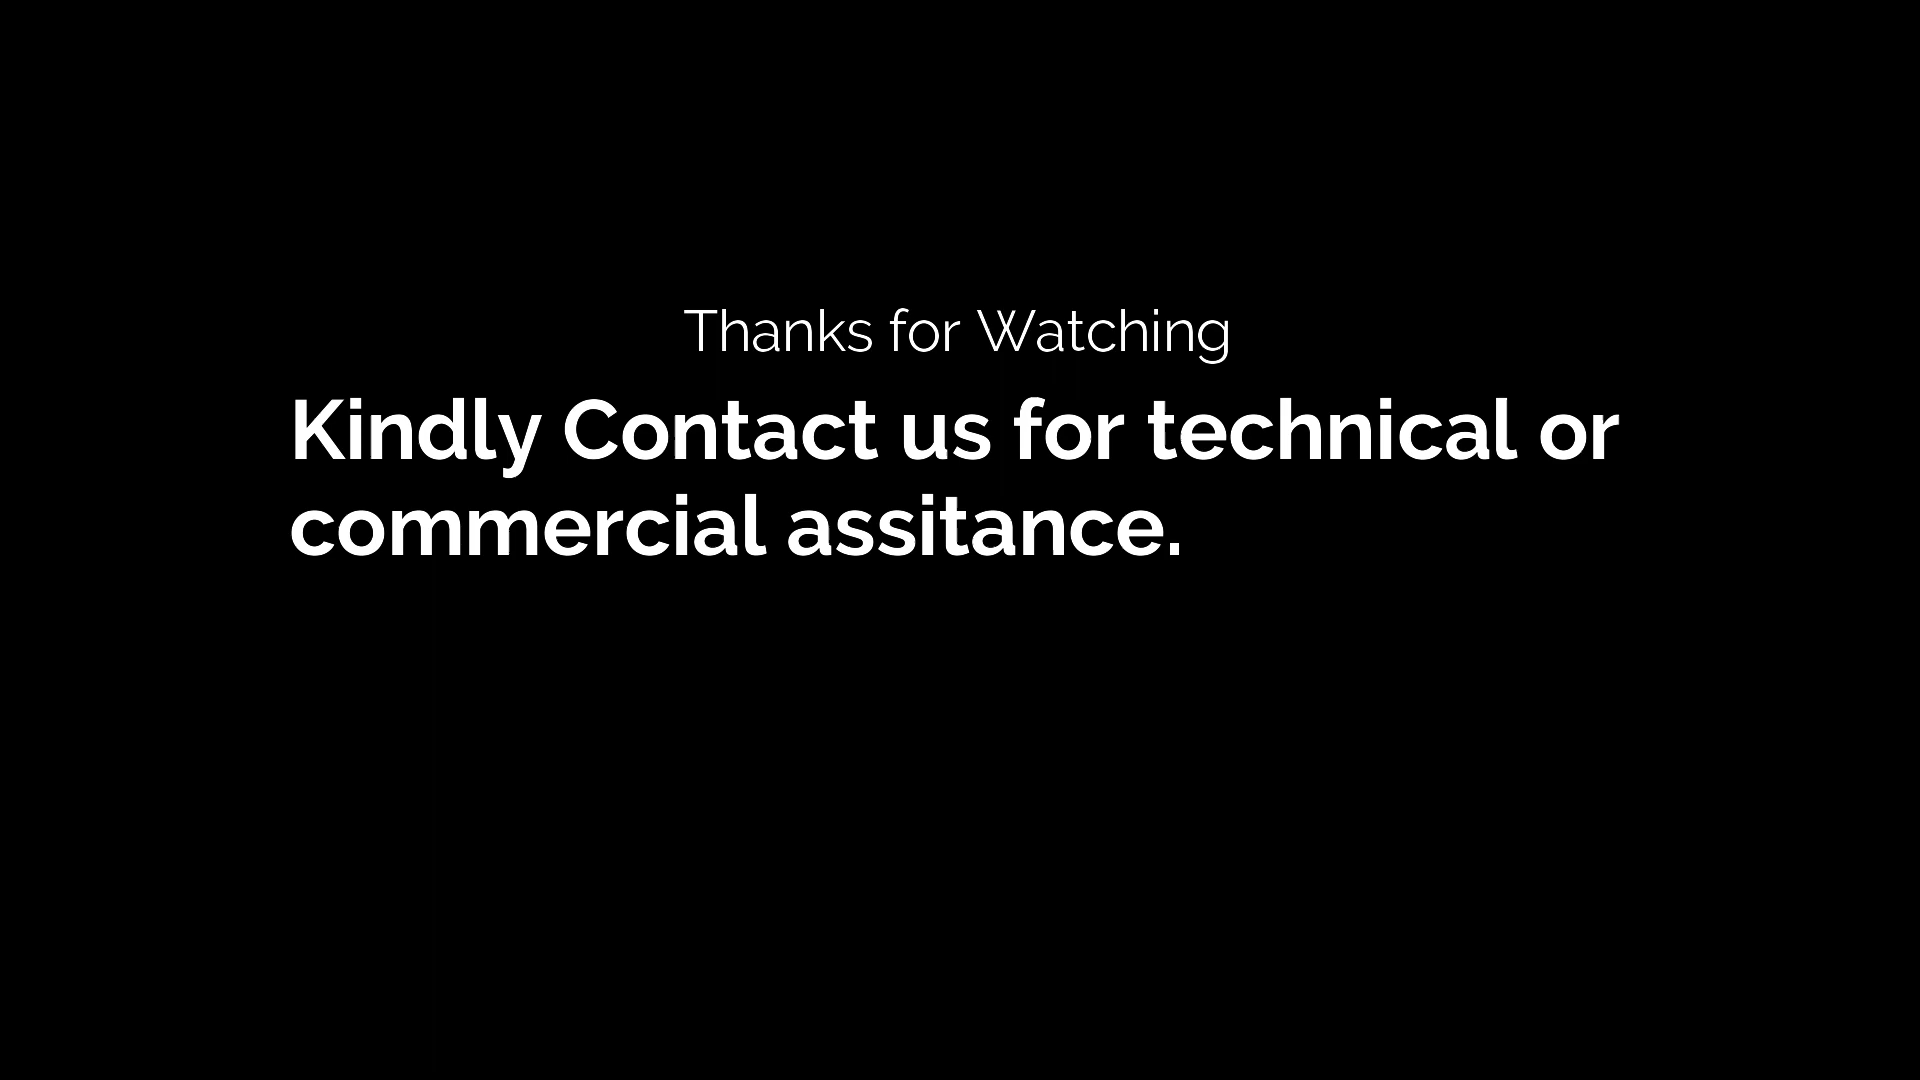 Thanks for Watching
Kindly Contact us for technical or
commercial assitance.